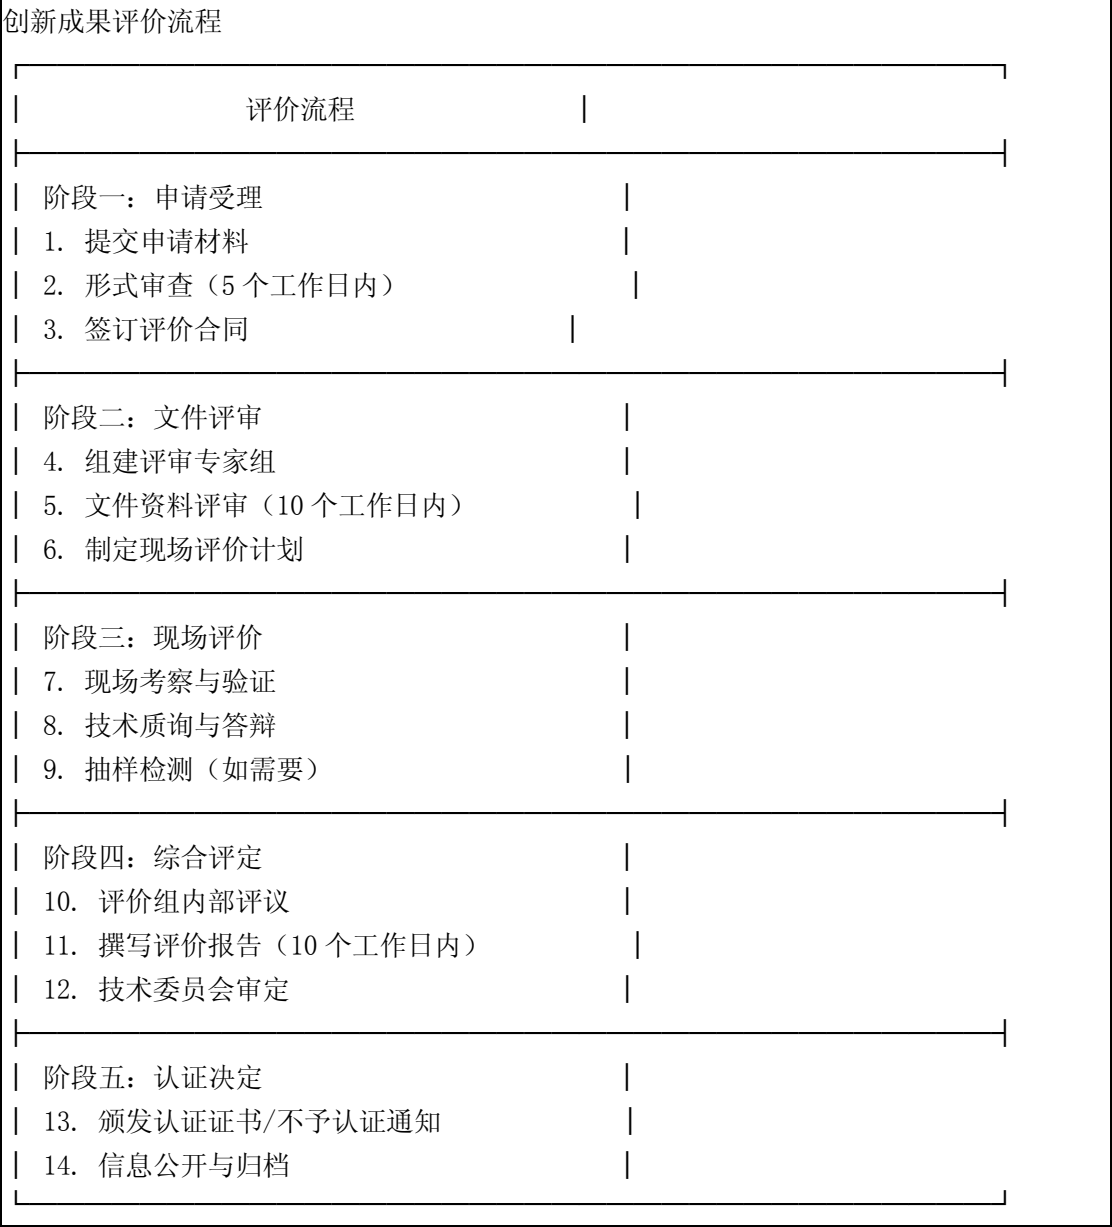 创新成果评价流程
评价流程
阶段一：申请受理
1. 提交申请材料
2. 形式审查（5个工作日内）
3. 签订评价合同
阶段二：文件评审
4. 组建评审专家组
5. 文件资料评审（10个工作日内）
6. 制定现场评价计划
阶段三：现场评价
7. 现场考察与验证
8. 技术质询与答辩
9. 抽样检测（如需要）
阶段四：综合评定
10. 评价组内部评议
11. 撰写评价报告（10个工作日内）
12. 技术委员会审定
阶段五：认证决定
13. 颁发认证证书/不予认证通知
14. 信息公开与归档